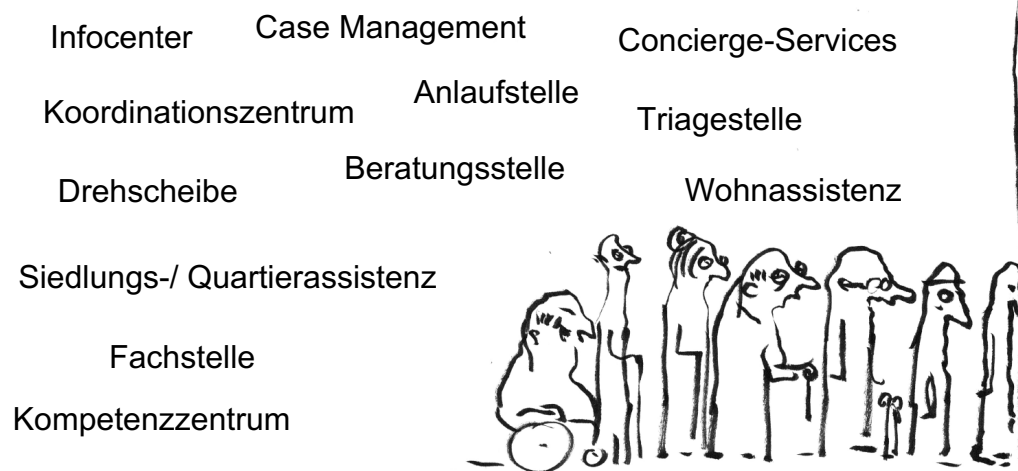 Infocenter
Case Management
Concierge-Services
Koordinationszentrum
Anlaufstelle
Triagestelle
Drehscheibe
Beratungsstelle
Wohnassistenz
Siedlungs-/ Quartierassistenz
Fachstelle
Kompetenzzentrum